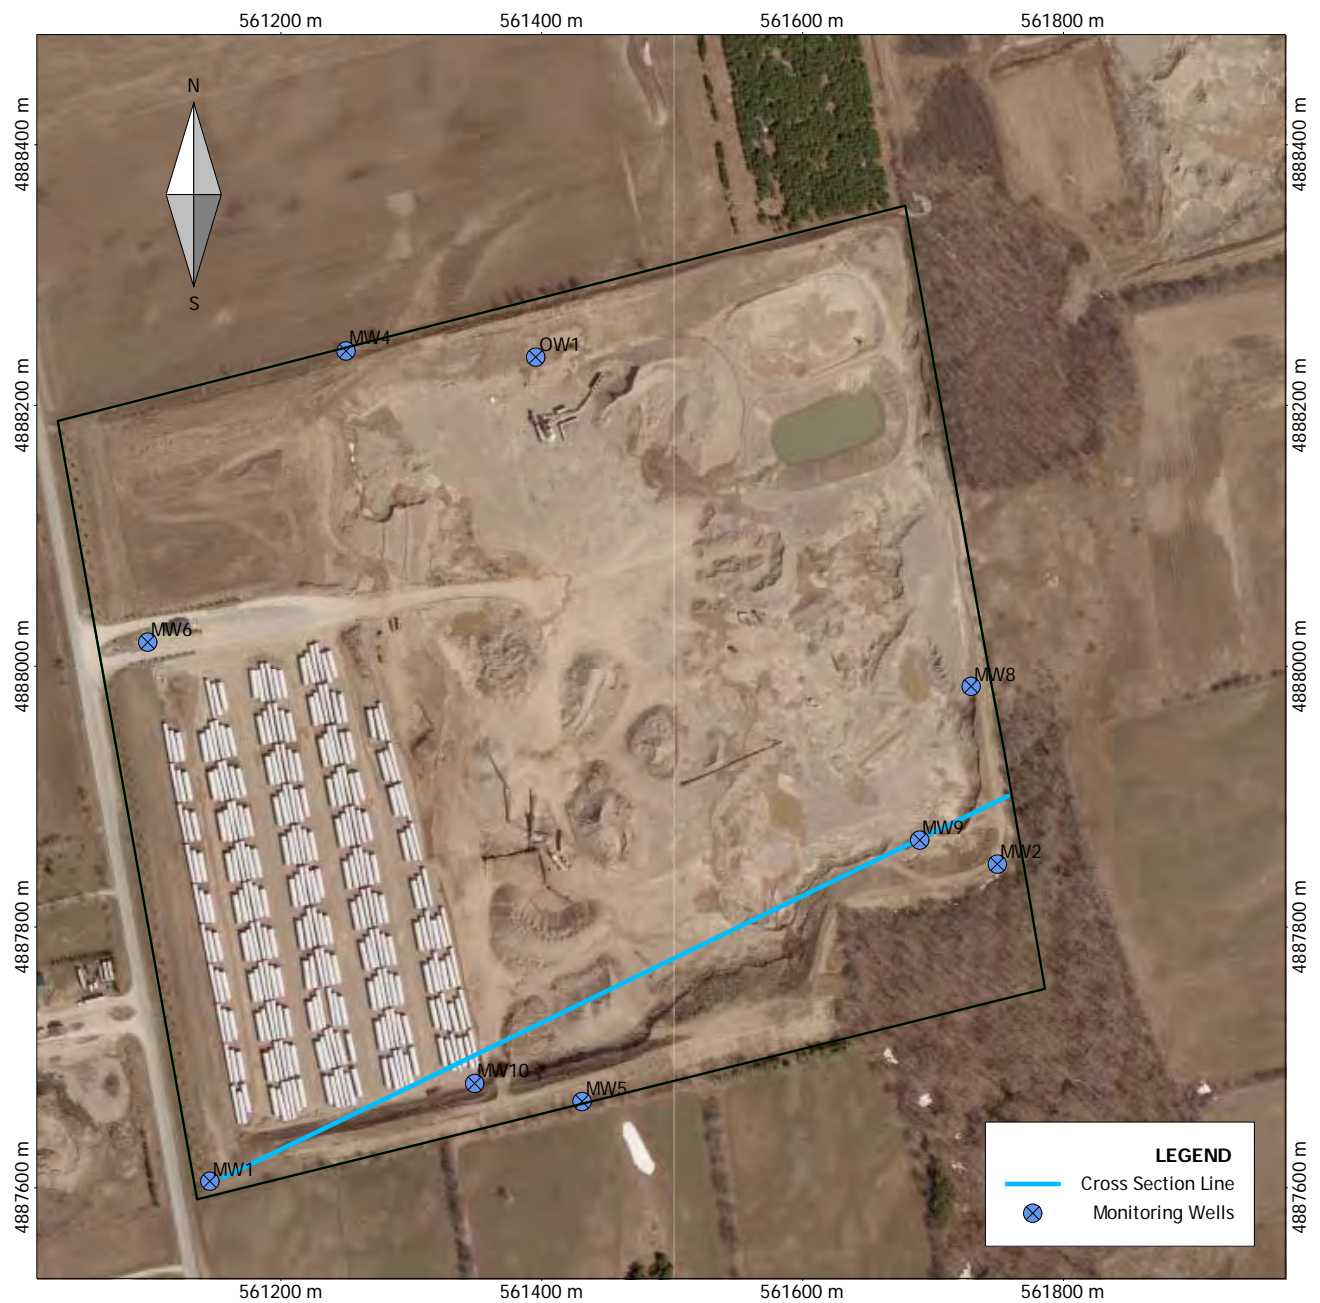 561200 m
561400 m
561600 m
561800 m
N
S
4888400 m
4888400 m
MW4
OW1
4888200 m
4888200 m
MW6
4888000 m
4888000 m
MW8
MW9
MW2
4887800 m
4887800 m
MW10
MW5
MW1
4887600 m
4887600 m
LEGEND
Cross Section Line
Monitoring Wells
561200 m
561400 m
561600 m
561800 m